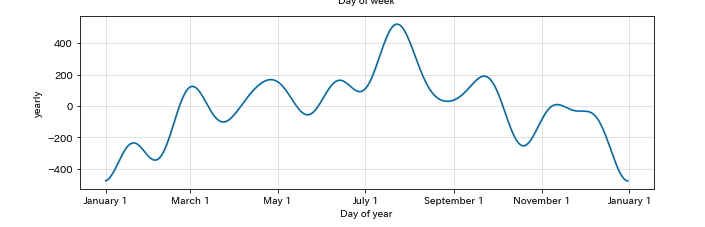 Day of week
400
200
0
−200
−400
yearly
January 1 March 1 May 1 July 1 September 1 November 1 January 1
Day of year